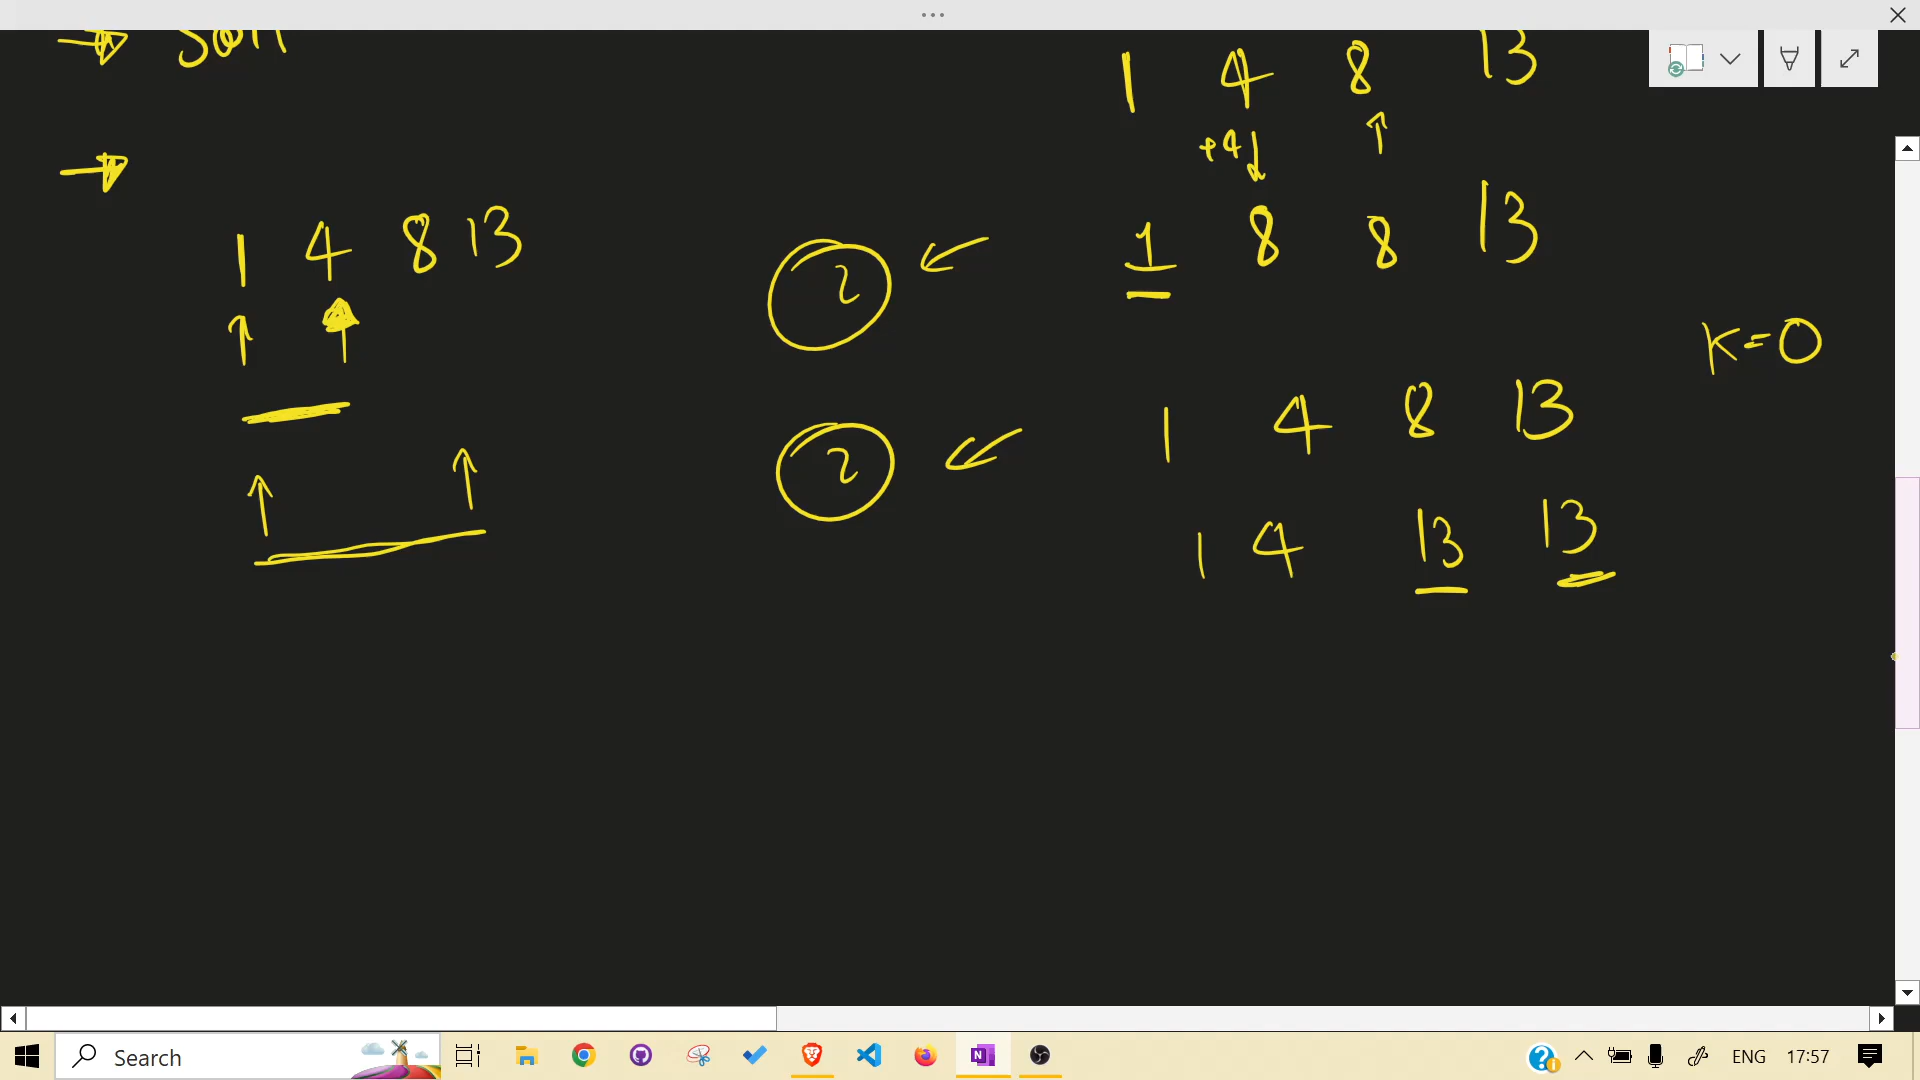 → Sort
1 4 8 13
+4 ↓ ↑
→
1 4 8 13
2 ← 1 8 8 13
↑ ↑
K=0
2 ← 1 4 8 13
↑ ↑
1 4 13 13
Search
ENG 17:57